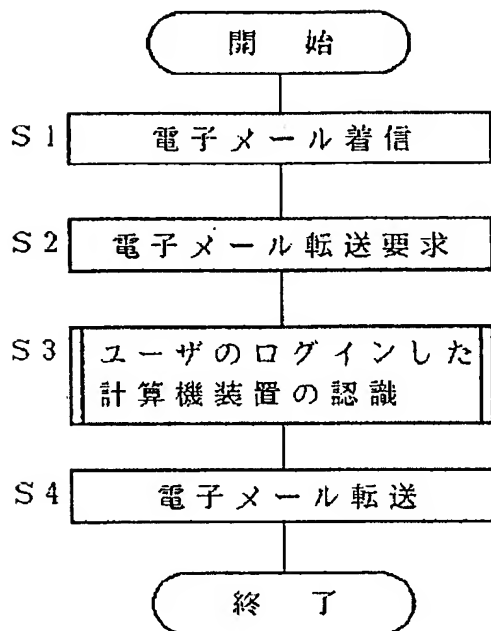 開 始
S1 電子メール着信
S2 電子メール転送要求
S3 ユーザのログインした
計算機装置の認識
S4 電子メール転送
終 了